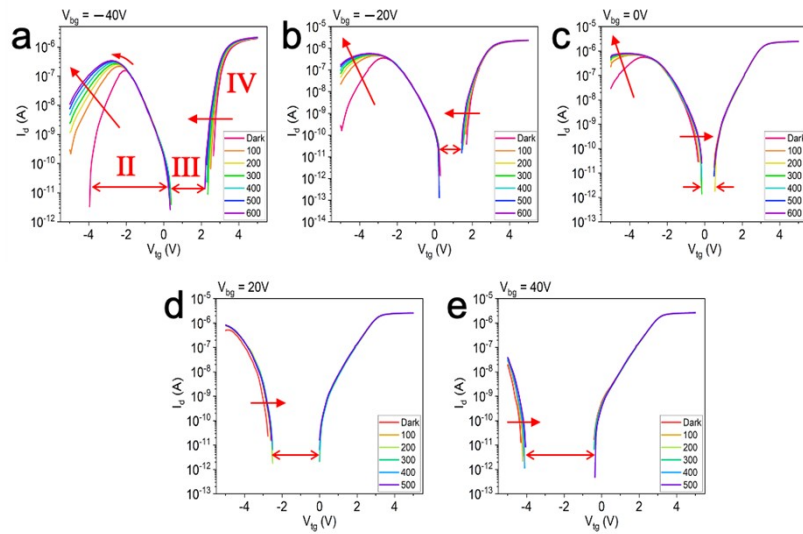 a
V_bg = −40V
I_d (A)
10^-5
10^-6
10^-7
10^-8
10^-9
10^-10
10^-11
10^-12
II
III
IV
Dark
100
200
300
400
500
600
-4 -2 0 2 4
V_tg (V)
b
V_bg = −20V
I_d (A)
10^-5
10^-6
10^-7
10^-8
10^-9
10^-10
10^-11
10^-12
10^-13
10^-14
Dark
100
200
300
400
500
600
-4 -2 0 2 4
V_tg (V)
c
V_bg = 0V
I_d (A)
10^-5
10^-6
10^-7
10^-8
10^-9
10^-10
10^-11
10^-12
10^-13
Dark
100
200
300
400
500
600
-4 -2 0 2 4
V_tg (V)
d
V_bg = 20V
I_d (A)
10^-5
10^-6
10^-7
10^-8
10^-9
10^-10
10^-11
10^-12
10^-13
Dark
100
200
300
400
500
-4 -2 0 2 4
V_tg (V)
e
V_bg = 40V
I_d (A)
10^-5
10^-6
10^-7
10^-8
10^-9
10^-10
10^-11
10^-12
10^-13
Dark
100
200
300
400
500
-4 -2 0 2 4
V_tg (V)